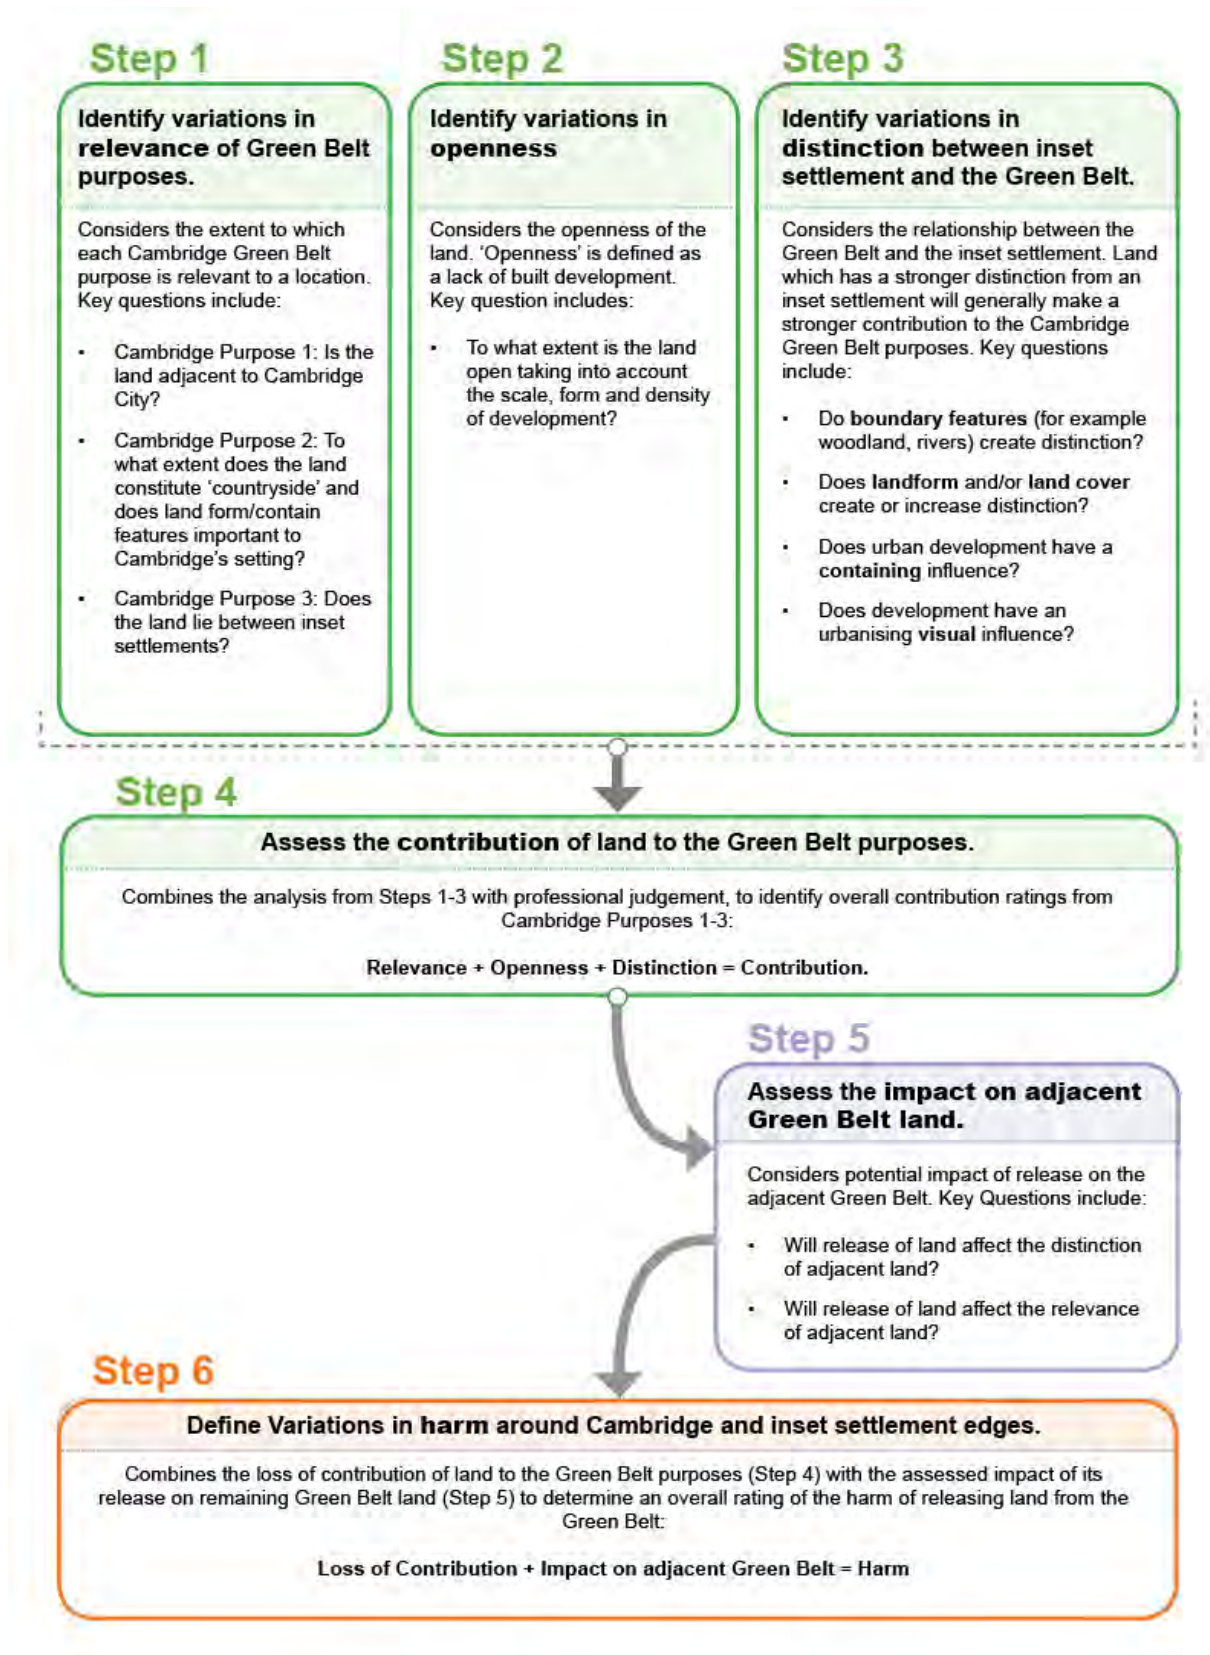 Step 1
Identify variations in
relevance of Green Belt
purposes.
Considers the extent to which
each Cambridge Green Belt
purpose is relevant to a location.
Key questions include:
• Cambridge Purpose 1: Is the
land adjacent to Cambridge
City?
• Cambridge Purpose 2: To
what extent does the land
constitute ‘countryside’ and
does land form/contain
features important to
Cambridge’s setting?
• Cambridge Purpose 3: Does
the land lie between inset
settlements?
Step 2
Identify variations in
openness
Considers the openness of the
land. ‘Openness’ is defined as
a lack of built development.
Key question includes:
• To what extent is the land
open taking into account
the scale, form and density
of development?
Step 3
Identify variations in
distinction between inset
settlement and the Green Belt.
Considers the relationship between the
Green Belt and the inset settlement. Land
which has a stronger distinction from an
inset settlement will generally make a
stronger contribution to the Cambridge
Green Belt purposes. Key questions
include:
• Do boundary features (for example
woodland, rivers) create distinction?
• Does landform and/or land cover
create or increase distinction?
• Does urban development have a
containing influence?
• Does development have an
urbanising visual influence?
Step 4
Assess the contribution of land to the Green Belt purposes.
Combines the analysis from Steps 1-3 with professional judgement, to identify overall contribution ratings from
Cambridge Purposes 1-3:
Relevance + Openness + Distinction = Contribution.
Step 5
Assess the impact on adjacent
Green Belt land.
Considers potential impact of release on the
adjacent Green Belt. Key Questions include:
• Will release of land affect the distinction
of adjacent land?
• Will release of land affect the relevance
of adjacent land?
Step 6
Define Variations in harm around Cambridge and inset settlement edges.
Combines the loss of contribution of land to the Green Belt purposes (Step 4) with the assessed impact of its
release on remaining Green Belt land (Step 5) to determine an overall rating of the harm of releasing land from the
Green Belt:
Loss of Contribution + Impact on adjacent Green Belt = Harm